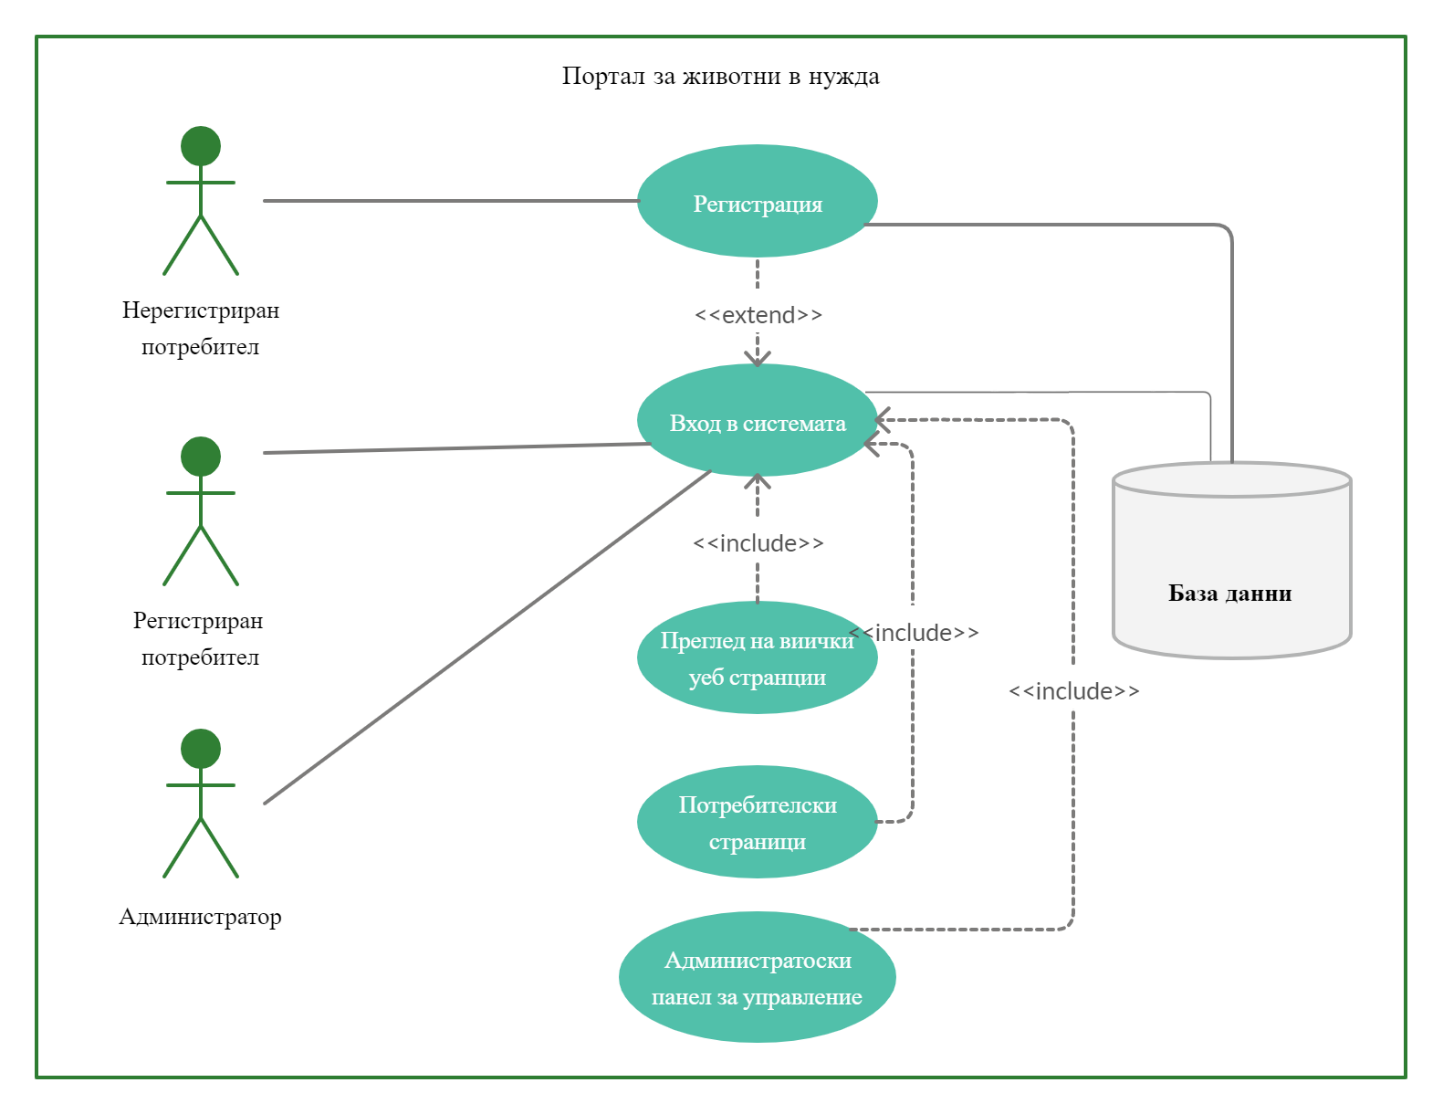 Портал за животни в нужда
Регистрация
Нерегистриран
потребител
<<extend>>
Вход в системата
<<include>>
База данни
Регистриран
потребител
Преглед на виички
уеб странции
<<include>>
<<include>>
Потребителски
страници
Администратор
Администратоски
панел за управление